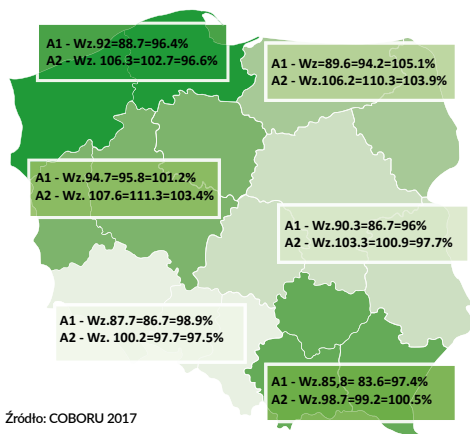 A1 - Wz.92=88.7=96.4%
A2 - Wz. 106.3=102.7=96.6%
A1 - Wz=89.6=94.2=105.1%
A2 - Wz.106.2=110.3=103.9%
A1 - Wz.94.7=95.8=101.2%
A2 - Wz. 107.6=111.3=103.4%
A1 - Wz.90.3=86.7=96%
A2 - Wz.103.3=100.9=97.7%
A1 - Wz.87.7=86.7=98.9%
A2 - Wz. 100.2=97.7=97.5%
A1 - Wz.85,8= 83.6=97.4%
A2 - Wz.98.7=99.2=100.5%
Źródło: COBORU 2017